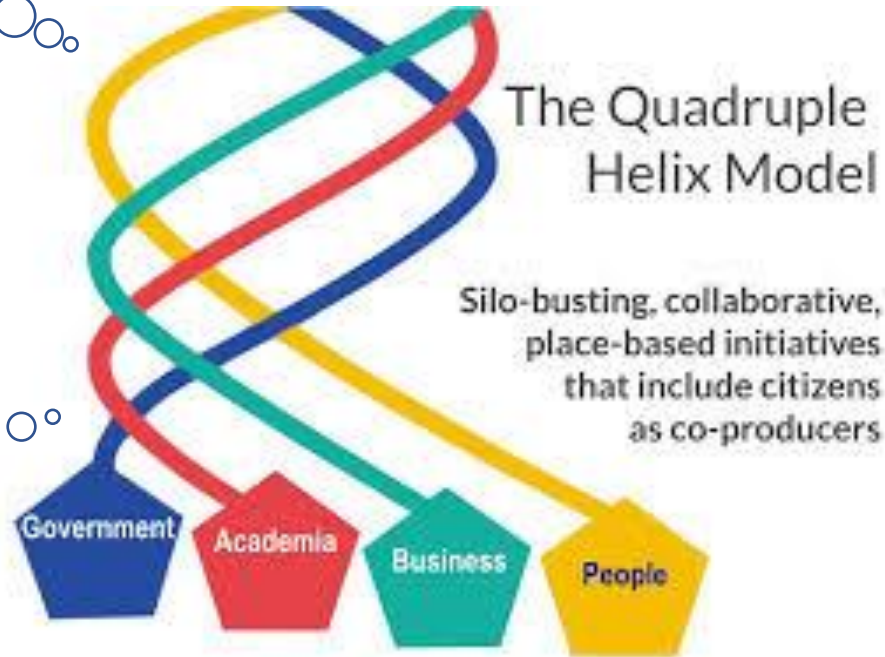 The Quadruple
Helix Model
Silo-busting, collaborative,
place-based initiatives
that include citizens
as co-producers
Government
Academia
Business
People